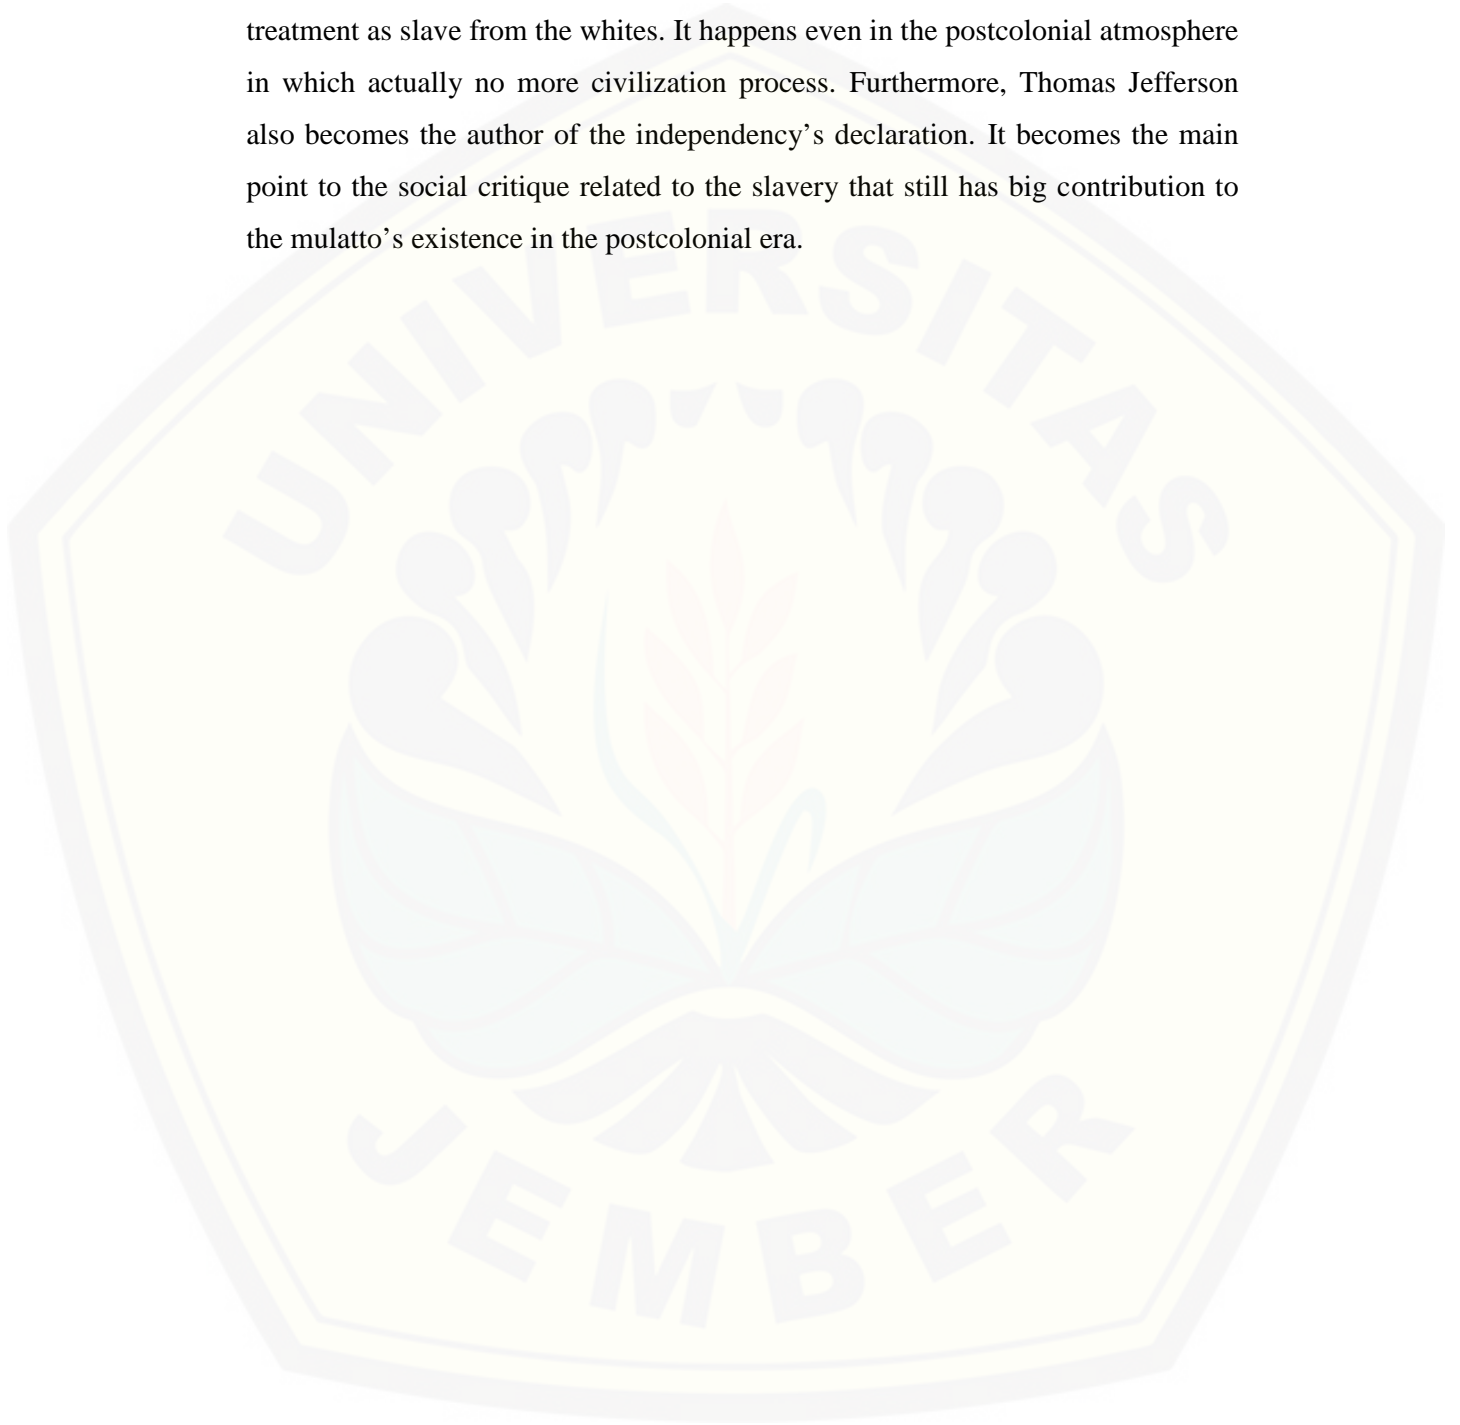 treatment as slave from the whites. It happens even in the postcolonial atmosphere
in which actually no more civilization process. Furthermore, Thomas Jefferson
also becomes the author of the independency’s declaration. It becomes the main
point to the social critique related to the slavery that still has big contribution to
the mulatto’s existence in the postcolonial era.
UNIVERSITAS
JEMBER